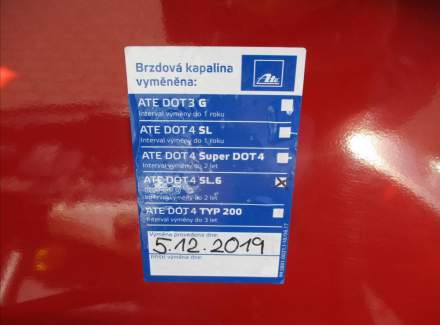 Brzdová kapalina
vyměněna:
Ate
ATE DOT 3 G
Interval výměny do 1 roku
ATE DOT 4 SL
Interval výměny do 1 roku
ATE DOT 4 Super DOT 4
Interval výměny do 2 let
ATE DOT 4 SL.6
do 2 let
ATE DOT 4 TYP 200
Interval výměny do 3 let
Výměna provedena dne:
5.12.2019
Příští výměna dne: